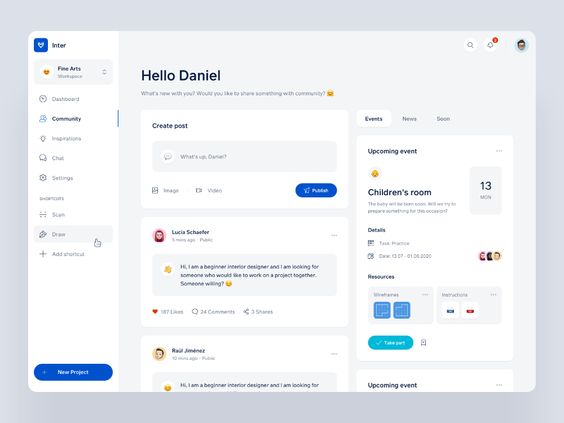 Inter
Fine Arts
Workspace
Dashboard
Community
Inspirations
Chat
Settings
SHORTCUTS
Scan
Draw
Add shortcut
+ New Project
Hello Daniel
What's new with you? Would you like to share something with community?
Create post
What's up, Daniel?
Image
Video
Publish
Lucia Schaefer
5 mins ago · Public
Hi, I am a beginner interior designer and I am looking for
someone who would like to work on a project together.
Someone willing?
187 Likes
24 Comments
3 Shares
Raúl Jiménez
10 mins ago · Public
Hi, I am a beginner interior designer and I am looking for
Events
News
Soon
Upcoming event
Children's room
The baby will be born soon. Will we try to
prepare something for this occasion?
13
MON
Details
Task: Practice
Date: 13.07 - 01.08.2020
Resources
Wireframes
Instructions
Take part
Upcoming event